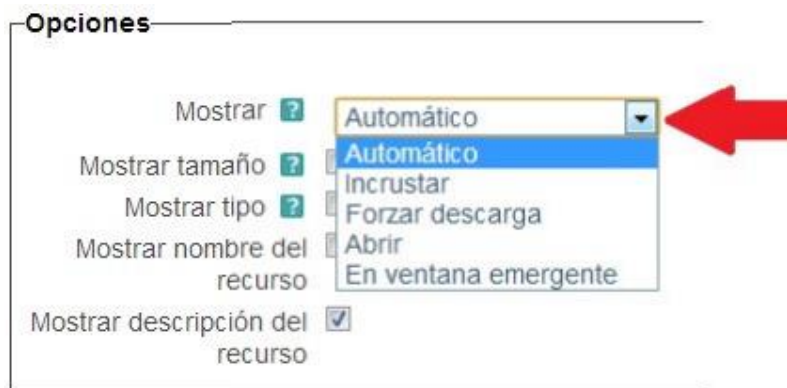 Opciones
Mostrar ? Automático
Automático
Mostrar tamaño ?
Incrustar
Mostrar tipo ?
Forzar descarga
Mostrar nombre del
recurso
Abrir
En ventana emergente
Mostrar descripción del
recurso